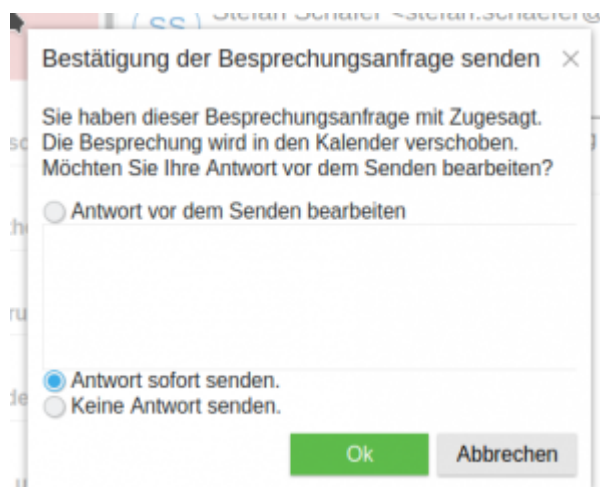 (SS) Stefan Schäfer <stefan.schaefer@
Bestätigung der Besprechungsanfrage senden ×
Sie haben dieser Besprechungsanfrage mit Zugesagt.
Die Besprechung wird in den Kalender verschoben.
Möchten Sie Ihre Antwort vor dem Senden bearbeiten?
Antwort vor dem Senden bearbeiten
Antwort sofort senden.
Keine Antwort senden.
Ok Abbrechen